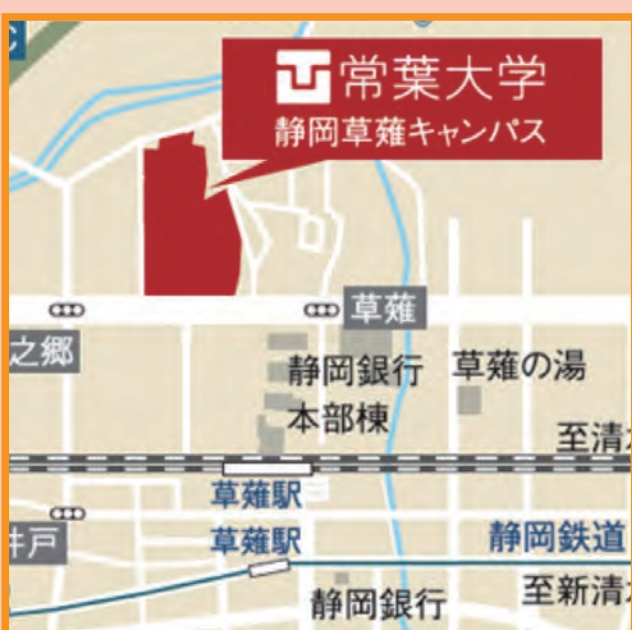 C
常葉大学
静岡草薙キャンパス
草薙
之郷
静岡銀行
本部棟
草薙の湯
至清
草薙駅
草薙駅
井戸
静岡鉄道
至新清
静岡銀行